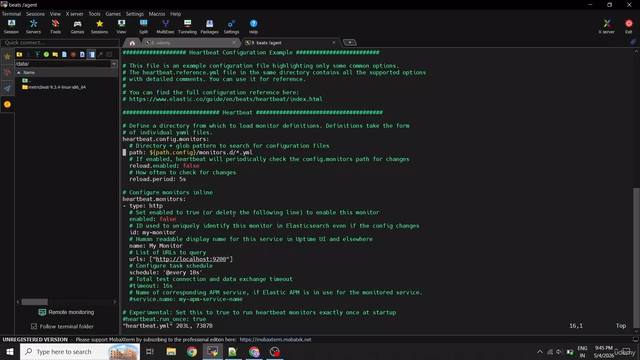 beats /agent
Terminal Sessions View X server Tools Games Settings Macros Help
Session Servers Tools Games Sessions View Split MultiExec Tunneling Packages Settings Help X server Exit
Quick connect...
9. beats /agent
/data/
Name
..
metricbeat-9.3.4-linux-x86_64
Remote monitoring
Follow terminal folder
################### Heartbeat Configuration Example #########################
# This file is an example configuration file highlighting only some common options.
# The heartbeat.reference.yml file in the same directory contains all the supported options
# with detailed comments. You can use it for reference.
#
# You can find the full configuration reference here:
# https://www.elastic.co/guide/en/beats/heartbeat/index.html
############################# Heartbeat ######################################
# Define a directory from which to load monitor definitions. Definitions take the form
# of individual yaml files.
heartbeat.config.monitors:
# Directory + glob pattern to search for configuration files
path: ${path.config}/monitors.d/*.yml
# If enabled, heartbeat will periodically check the config.monitors path for changes
reload.enabled: false
# How often to check for changes
reload.period: 5s
# Configure monitors inline
heartbeat.monitors:
- type: http
# Set enabled to true (or delete the following line) to enable this monitor
enabled: false
# ID used to uniquely identify this monitor in Elasticsearch even if the config changes
id: my-monitor
# Human readable display name for this service in Uptime UI and elsewhere
name: My Monitor
# List of URLs to query
urls: ["http://localhost:9200"]
# Configure task schedule
schedule: '@every 10s'
# Total test connection and data exchange timeout
#timeout: 16s
# Name of corresponding APM service, if Elastic APM is in use for the monitored service.
#service.name: my-apm-service-name
# Experimental: Set this to true to run heartbeat monitors exactly once at startup
#heartbeat.run_once: true
"heartbeat.yml" 203L, 7387B 16,1 Top
UNREGISTERED VERSION - Please support MobaXterm by subscribing to the professional edition here: https://mobaxterm.mobatek.net
Type here to search
ENG
IN
9:45 PM
5/4/2026
Udemy